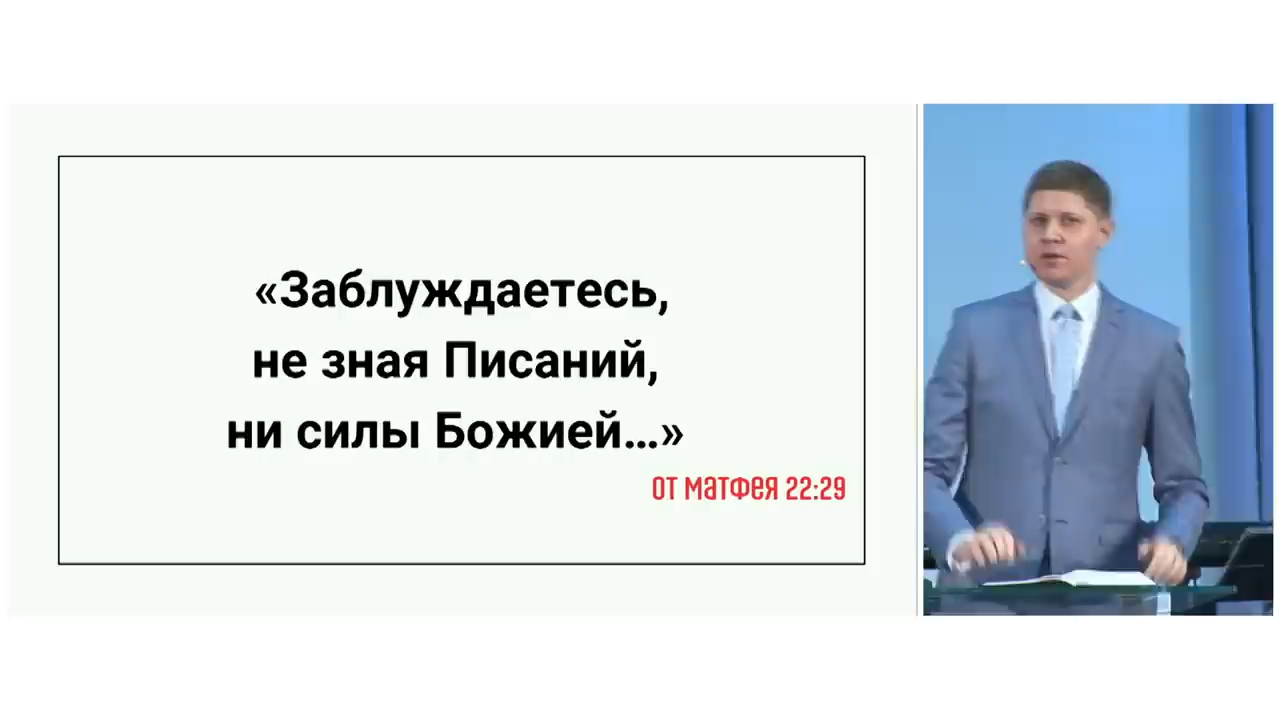 «Заблуждаетесь,
не зная Писаний,
ни силы Божией...»
от Матфея 22:29